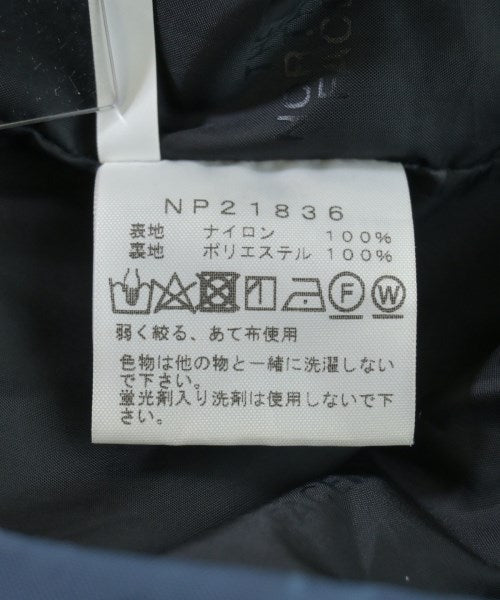 NP21836
表地 ナイロン 100%
裏地 ポリエステル 100%
F W
弱く絞る、あて布使用
色物は他の物と一緒に洗濯しない
で下さい。
蛍光剤入り洗剤は使用しないで下
さい。